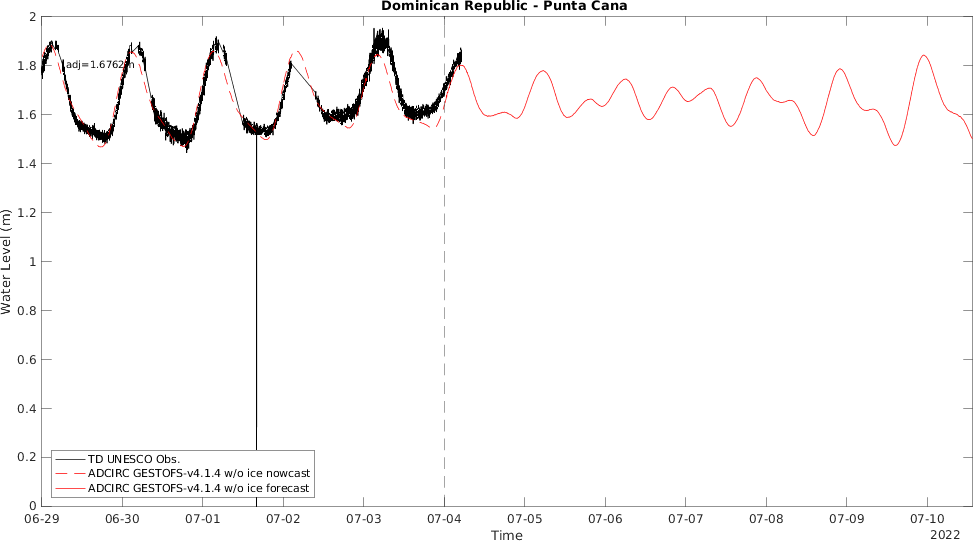 Dominican Republic - Punta Cana
2
1.8
1.6
1.4
1.2
1
0.8
0.6
0.4
0.2
0
Water Level (m)
TD UNESCO Obs.
ADCIRC GESTOFS-v4.1.4 w/o ice nowcast
ADCIRC GESTOFS-v4.1.4 w/o ice forecast
06-29 06-30 07-01 07-02 07-03 07-04 07-05 07-06 07-07 07-08 07-09 07-10
Time
2022